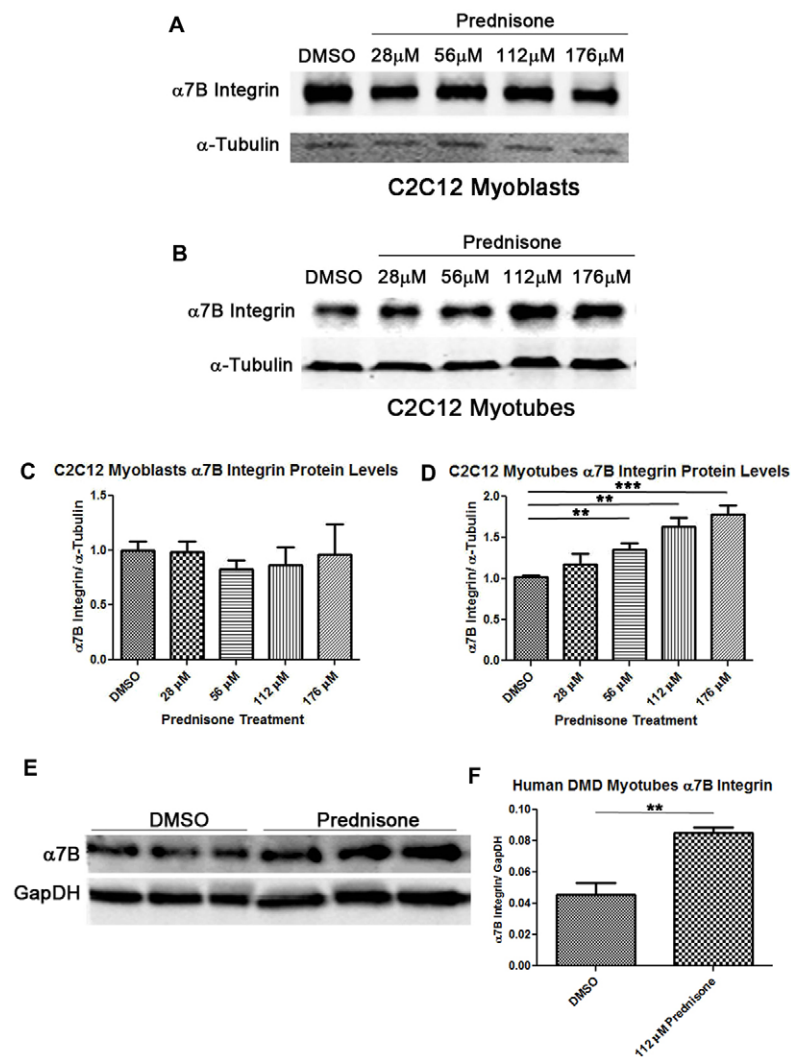 A
Prednisone
DMSO 28μM 56μM 112μM 176μM
α7B Integrin
α-Tubulin
C2C12 Myoblasts
B
Prednisone
DMSO 28μM 56μM 112μM 176μM
α7B Integrin
α-Tubulin
C2C12 Myotubes
C
C2C12 Myoblasts α7B Integrin Protein Levels
α7B Integrin/ α-Tubulin
1.5
1.0
0.5
0.0
DMSO
28 μM
56 μM
112 μM
176 μM
Prednisone Treatment
D
C2C12 Myotubes α7B Integrin Protein Levels
α7B Integrin/ α-Tubulin
2.0
1.5
1.0
0.5
0.0
***
**
**
DMSO
28 μM
56 μM
112 μM
176 μM
Prednisone Treatment
E
DMSO Prednisone
α7B
GapDH
F
Human DMD Myotubes α7B Integrin
α7B Integrin/ GapDH
0.10
0.08
0.06
0.04
0.02
0.00
**
DMSO
112 μM Prednisone